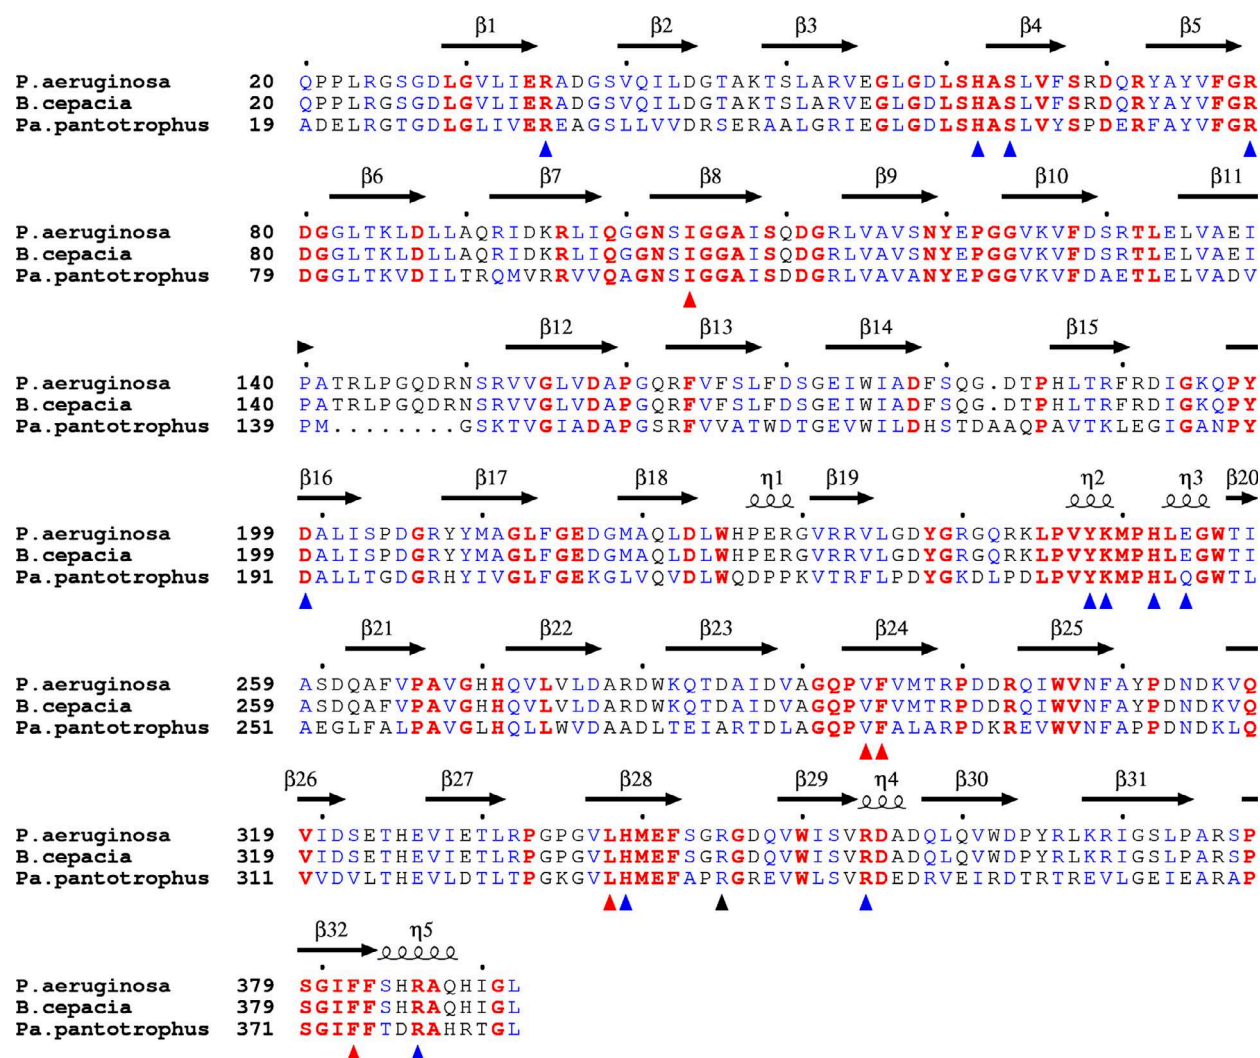 β1 β2 β3 β4 β5
P.aeruginosa 20 QPPLRGSGDLGVLIERADGSVQILDGTAKTSLARVEGLGDLSHASLVFSRDQRYAYVFGR
B.cepacia 20 QPPLRGSGDLGVLIERADGSVQILDGTAKTSLARVEGLGDLSHASLVFSRDQRYAYVFGR
Pa.pantotrophus 19 ADELRGTGDLGLIVEREAGSLLVVDRSERAALGRIEGLGDLSHASLVYSPDERFAYVFGR
β6 β7 β8 β9 β10 β11
P.aeruginosa 80 DGGLTKLDLLAQRIDKRLIQGGNSIGGAISQDGRLVAVSNYEPGGVKVFDSRTLELVAEI
B.cepacia 80 DGGLTKLDLLAQRIDKRLIQGGNSIGGAISQDGRLVAVSNYEPGGVKVFDSRTLELVAEI
Pa.pantotrophus 79 DGGLTKVDILTRQMVRRVVQAGNSIGGAISDDGRLVAVANYEPGGVKVFDAETLELVADV
β12 β13 β14 β15
P.aeruginosa 140 PATRLPGQDRNSRVVGLVDAPGQRFVFSLFDSGEIWIADFSQG.DTPHLTRFRDIGKQPY
B.cepacia 140 PATRLPGQDRNSRVVGLVDAPGQRFVFSLFDSGEIWIADFSQG.DTPHLTRFRDIGKQPY
Pa.pantotrophus 139 PM........GSKTVGIADAPGSRFVVATWDTGEVWILDHSTDAAQPAVTKLEGIGANPY
β16 β17 β18 η1 β19 η2 η3 β20
P.aeruginosa 199 DALISPDGRYYMAGLFGEDGMAQLDLWHPERGVRRVLGDYGRGQRKLPVYKMPHLEGWTI
B.cepacia 199 DALISPDGRYYMAGLFGEDGMAQLDLWHPERGVRRVLGDYGRGQRKLPVYKMPHLEGWTI
Pa.pantotrophus 191 DALLTGDGRHYIVGLFGEKGLVQVDLWQDPPKVTRFLPDYGKDLPDLPVYKMPHLQGWTL
β21 β22 β23 β24 β25
P.aeruginosa 259 ASDQAFVPAVGHHQVLVLDARDWKQTDAIDVAGQPVFVMTRPDDRQIWVNFAYPDNDKVQ
B.cepacia 259 ASDQAFVPAVGHHQVLVLDARDWKQTDAIDVAGQPVFVMTRPDDRQIWVNFAYPDNDKVQ
Pa.pantotrophus 251 AEGLFALPAVGLHQLLWVDAADLTEIARTDLAGQPVFALARPDKREVWVNFAPPDNDKLQ
β26 β27 β28 β29 η4 β30 β31
P.aeruginosa 319 VIDSETHEVIETLRPGPGVLHMEFSGRGDQVWISVRDADQLQVWDPYRLKRIGSLPARSP
B.cepacia 319 VIDSETHEVIETLRPGPGVLHMEFSGRGDQVWISVRDADQLQVWDPYRLKRIGSLPARSP
Pa.pantotrophus 311 VVDVLTHEVLDTLTPGKGVLHMEFAPRGREVWLSVRDEDRVEIRDTRTREVLGEIEARAP
β32 η5
P.aeruginosa 379 SGIFFSHRAQHIGL
B.cepacia 379 SGIFFSHRAQHIGL
Pa.pantotrophus 371 SGIFFTDRAHRTGL